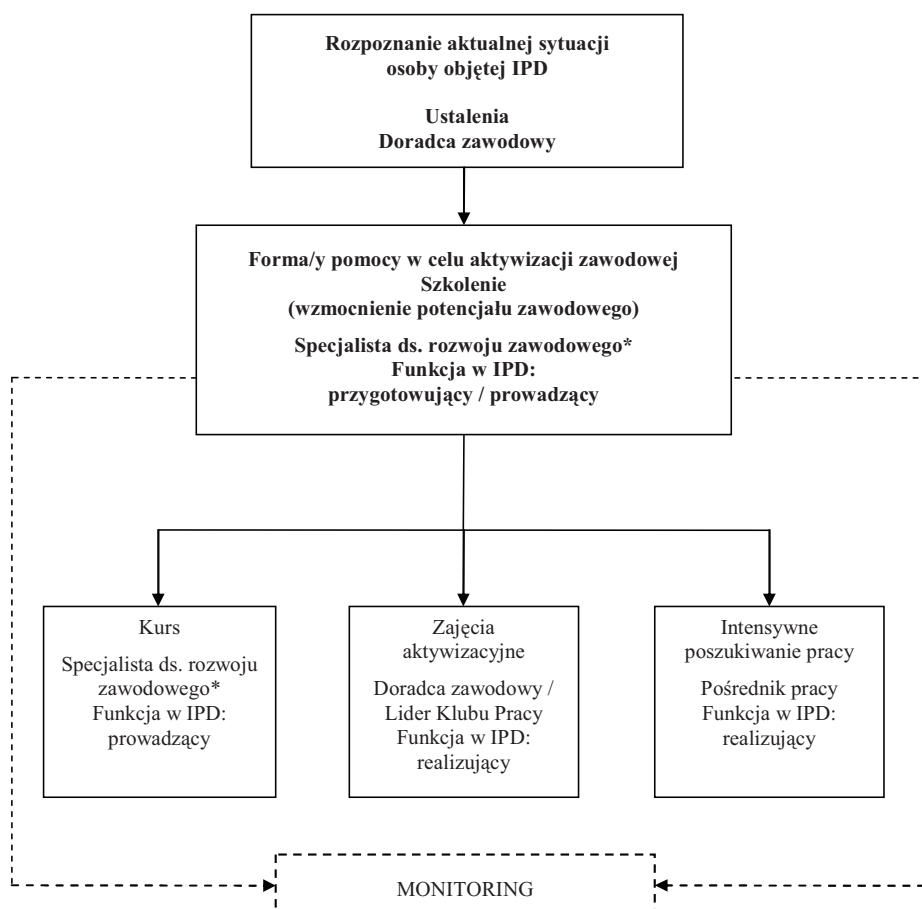 Rozpoznanie aktualnej sytuacji
osoby objętej IPD
Ustalenia
Doradca zawodowy
Forma/y pomocy w celu aktywizacji zawodowej
Szkolenie
(wzmocnienie potencjału zawodowego)
Specjalista ds. rozwoju zawodowego*
Funkcja w IPD:
przygotowujący / prowadzący
Kurs
Specjalista ds. rozwoju
zawodowego*
Funkcja w IPD:
prowadzący
Zajęcia
aktywizacyjne
Doradca zawodowy /
Lider Klubu Pracy
Funkcja w IPD:
realizujący
Intensywne
poszukiwanie pracy
Pośrednik pracy
Funkcja w IPD:
realizujący
MONITORING